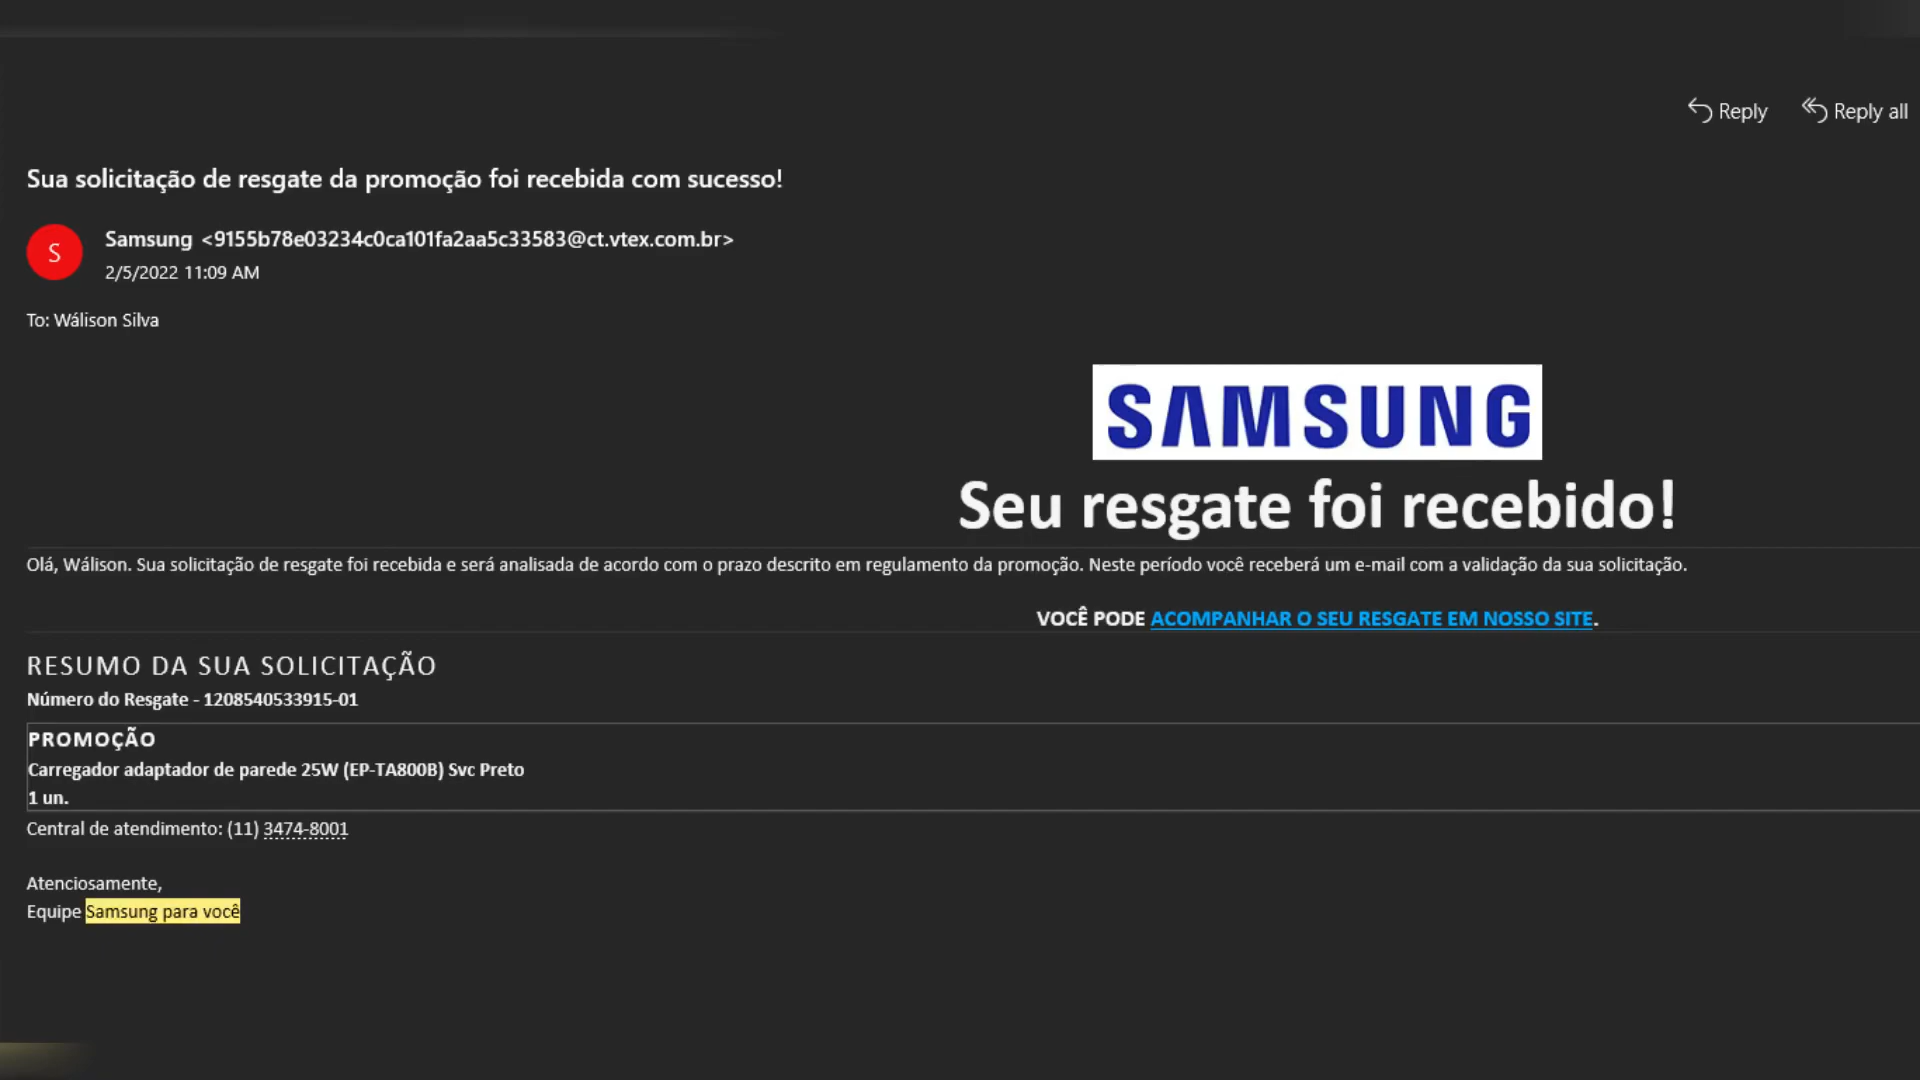 Reply Reply all
Sua solicitação de resgate da promoção foi recebida com sucesso!
S
Samsung <9155b78e03234c0ca101fa2aa5c33583@ct.vtex.com.br>
2/5/2022 11:09 AM
To: Wálison Silva
SAMSUNG
Seu resgate foi recebido!
Olá, Wálison. Sua solicitação de resgate foi recebida e será analisada de acordo com o prazo descrito em regulamento da promoção. Neste período você receberá um e-mail com a validação da sua solicitação.
VOCÊ PODE ACOMPANHAR O SEU RESGATE EM NOSSO SITE.
RESUMO DA SUA SOLICITAÇÃO
Número do Resgate - 1208540533915-01
PROMOÇÃO
Carregador adaptador de parede 25W (EP-TA800B) Svc Preto
1 un.
Central de atendimento: (11) 3474-8001
Atenciosamente,
Equipe Samsung para você